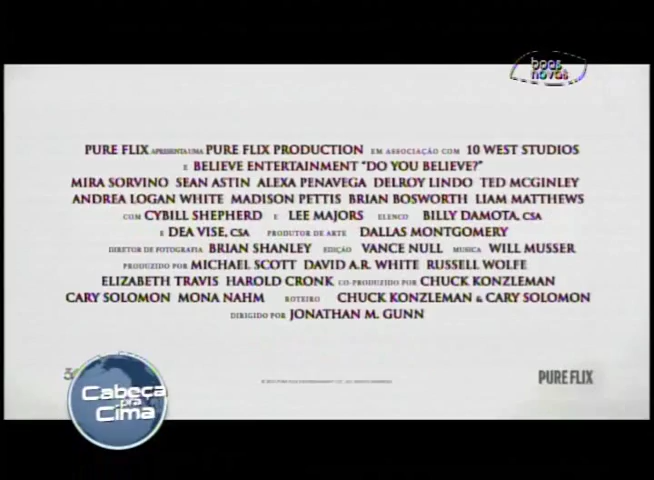 boas
novas
PURE FLIX APRESENTA UMA PURE FLIX PRODUCTION EM ASSOCIAÇÃO COM 10 WEST STUDIOS
E BELIEVE ENTERTAINMENT "DO YOU BELIEVE?"
MIRA SORVINO SEAN ASTIN ALEXA PENAVEGA DELROY LINDO TED MCGINLEY
ANDREA LOGAN WHITE MADISON PETTIS BRIAN BOSWORTH LIAM MATTHEWS
COM CYBILL SHEPHERD E LEE MAJORS ELENCO BILLY DAMOTA, CSA
E DEA VISE, CSA PRODUTOR DE ARTE DALLAS MONTGOMERY
DIRETOR DE FOTOGRAFIA BRIAN SHANLEY EDIÇÃO VANCE NULL MUSICA WILL MUSSER
PRODUZIDO POR MICHAEL SCOTT DAVID A.R. WHITE RUSSELL WOLFE
ELIZABETH TRAVIS HAROLD CRONK CO-PRODUZIDO POR CHUCK KONZLEMAN
CARY SOLOMON MONA NAHM ROTEIRO CHUCK KONZLEMAN & CARY SOLOMON
DIRIGIDO POR JONATHAN M. GUNN
Cabeça
pra
Cima
PURE FLIX